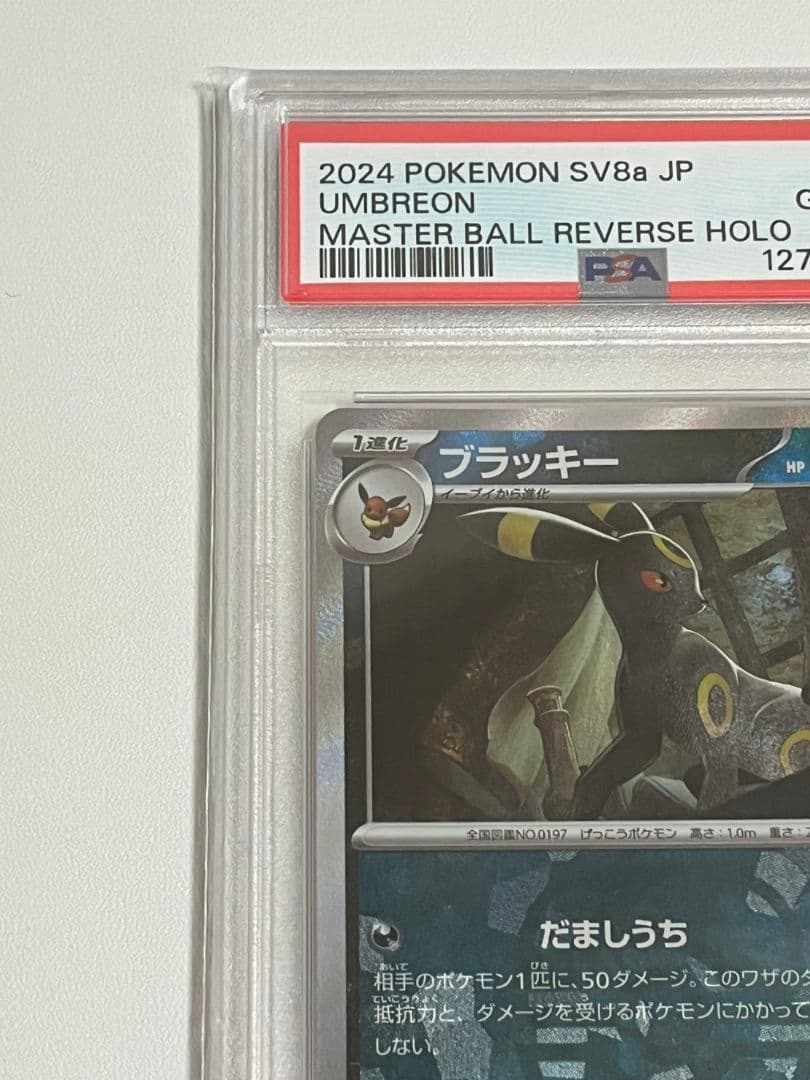 2024 POKEMON SV8a JP
UMBREON G
MASTER BALL REVERSE HOLO
PSA 127
1進化
ブラッキー HP
イーブイから進化
全国図鑑NO.0197 げっこうポケモン 高さ:1.0m 重さ:2
だましうち
相手のポケモン1匹に、50ダメージ。このワザのダ
抵抗力と、ダメージを受けるポケモンにかかって
しない。